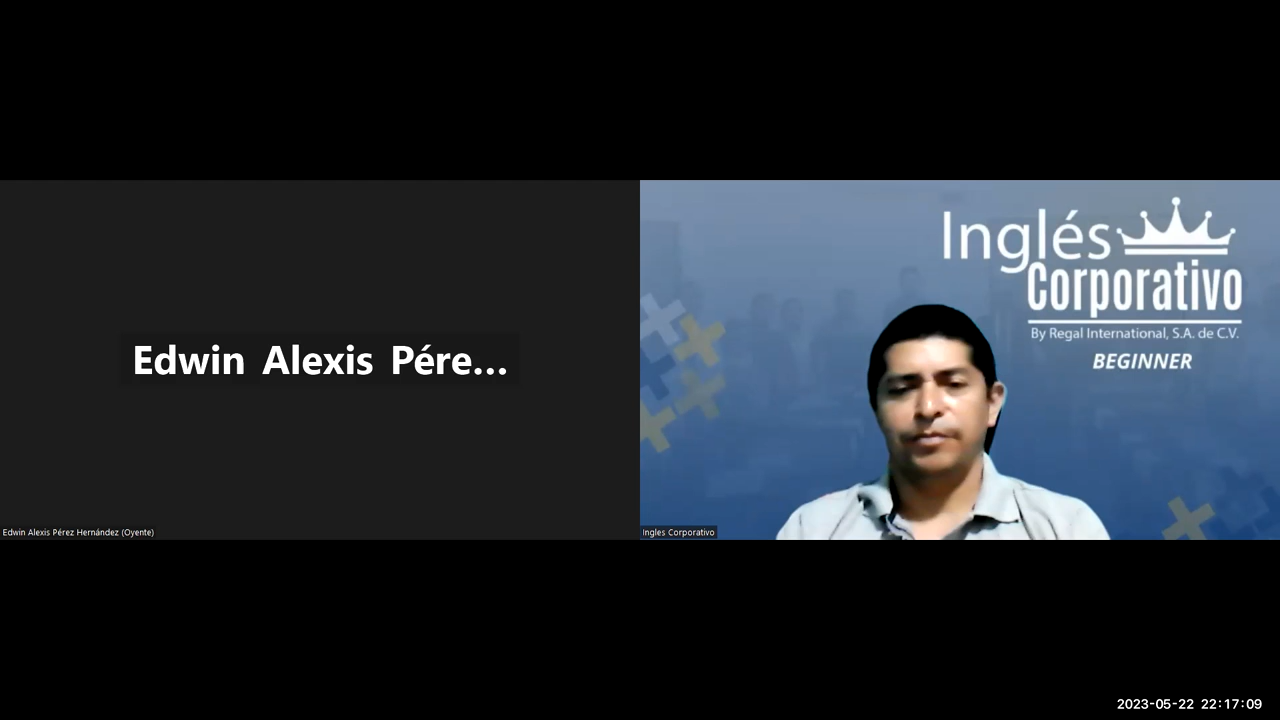 Edwin Alexis Pére...
Edwin Alexis Pérez Hernández (Oyente)
Inglés
Corporativo
By Regal International, S.A. de C.V.
BEGINNER
Ingles Corporativo
2023-05-22 22:17:09